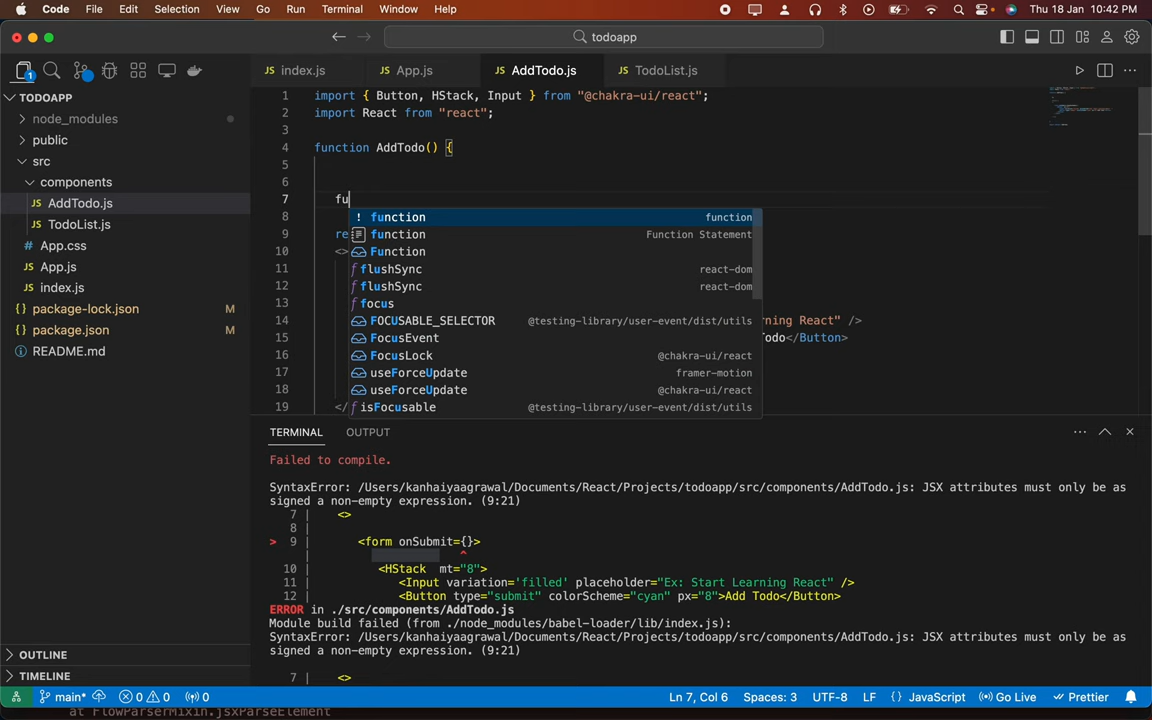 Code File Edit Selection View Go Run Terminal Window Help Thu 18 Jan 10:42 PM
todoapp
1
JS index.js JS App.js JS AddTodo.js JS TodoList.js
TODOAPP
node_modules
public
src
components
JS AddTodo.js
JS TodoList.js
# App.css
JS App.js
JS index.js
{} package-lock.json M
{} package.json M
README.md
OUTLINE
TIMELINE
1 import { Button, HStack, Input } from "@chakra-ui/react";
2 import React from "react";
3
4 function AddTodo() {
5
6
7 fu
8 function function
9 re function Function Statement
10 <> Function
11 flushSync react-dom
12 flushSync react-dom
13 focus
14 FOCUSABLE_SELECTOR @testing-library/user-event/dist/utils rning React" />
15 FocusEvent odo</Button>
16 FocusLock @chakra-ui/react
17 useForceUpdate framer-motion
18 useForceUpdate @chakra-ui/react
19 </ isFocusable @testing-library/user-event/dist/utils
TERMINAL OUTPUT
Failed to compile.
SyntaxError: /Users/kanhaiyaagrawal/Documents/React/Projects/todoapp/src/components/AddTodo.js: JSX attributes must only be as
signed a non-empty expression. (9:21)
7 | <>
8 |
> 9 | <form onSubmit={}>
| ^
10 | <HStack mt="8">
11 | <Input variation='filled' placeholder="Ex: Start Learning React" />
12 | <Button type="submit" colorScheme="cyan" px="8">Add Todo</Button>
ERROR in ./src/components/AddTodo.js
Module build failed (from ./node_modules/babel-loader/lib/index.js):
SyntaxError: /Users/kanhaiyaagrawal/Documents/React/Projects/todoapp/src/components/AddTodo.js: JSX attributes must only be as
signed a non-empty expression. (9:21)
7 | <>
main* 0 0 0 Ln 7, Col 6 Spaces: 3 UTF-8 LF {} JavaScript Go Live Prettier
at FlowParserMixin.jsxParseElement